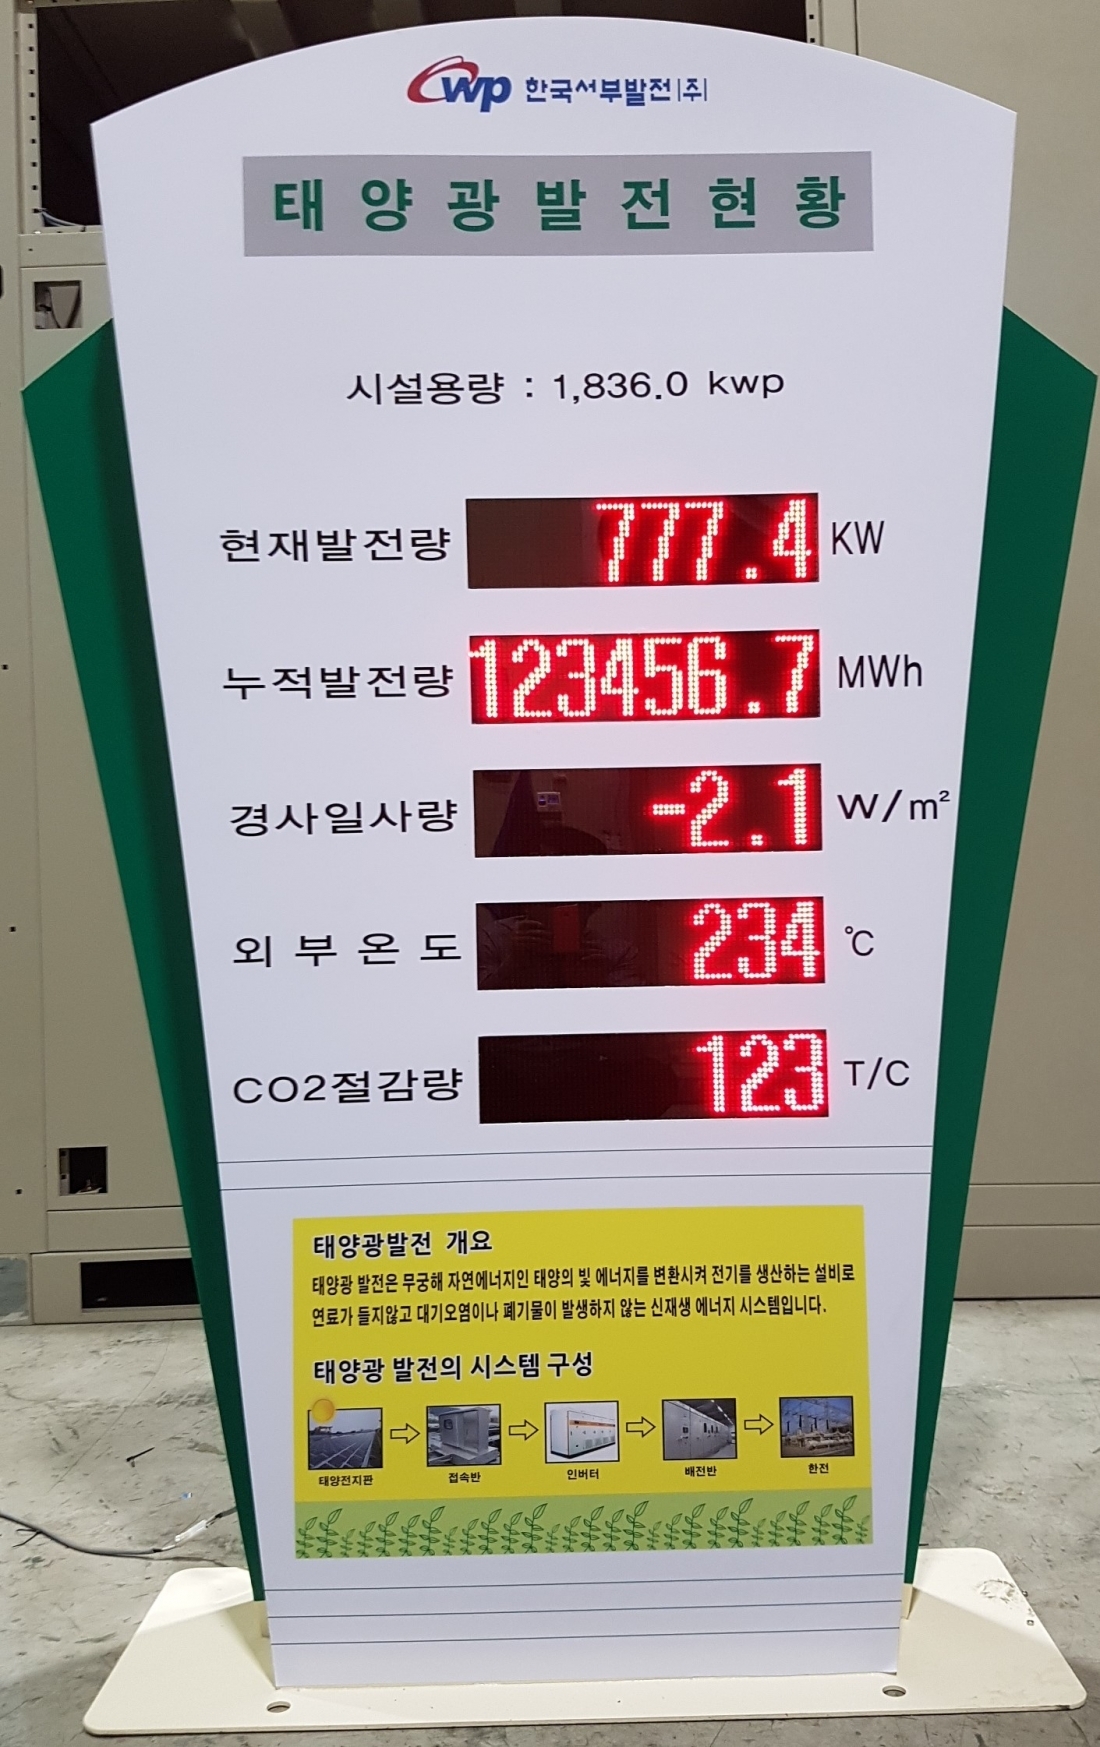 wp 한국서부발전(주)
태양광발전현황
시설용량 : 1,836.0 kwp
현재발전량 777.4 KW
누적발전량 123456.7 MWh
경사일사량 -2.1 W/m²
외부온도 234 ℃
CO2절감량 123 T/C
태양광발전 개요
태양광 발전은 무궁해 자연에너지인 태양의 빛 에너지를 변환시켜 전기를 생산하는 설비로
연료가 들지않고 대기오염이나 폐기물이 발생하지 않는 신재생 에너지 시스템입니다.
태양광 발전의 시스템 구성
태양전지판 접속반 인버터 배전반 한전